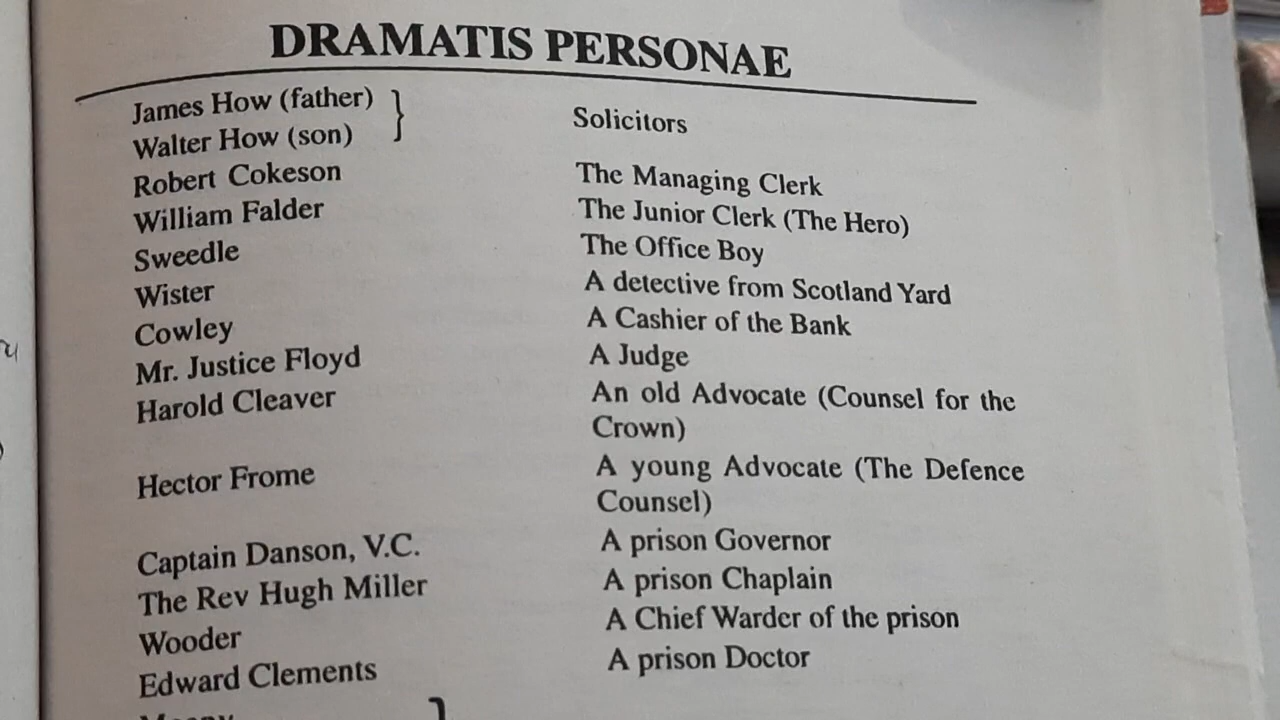 DRAMATIS PERSONAE
James How (father) } Solicitors
Walter How (son)
Robert Cokeson The Managing Clerk
William Falder The Junior Clerk (The Hero)
Sweedle The Office Boy
Wister A detective from Scotland Yard
Cowley A Cashier of the Bank
Mr. Justice Floyd A Judge
Harold Cleaver An old Advocate (Counsel for the
Crown)
Hector Frome A young Advocate (The Defence
Counsel)
Captain Danson, V.C. A prison Governor
The Rev Hugh Miller A prison Chaplain
Wooder A Chief Warder of the prison
Edward Clements A prison Doctor